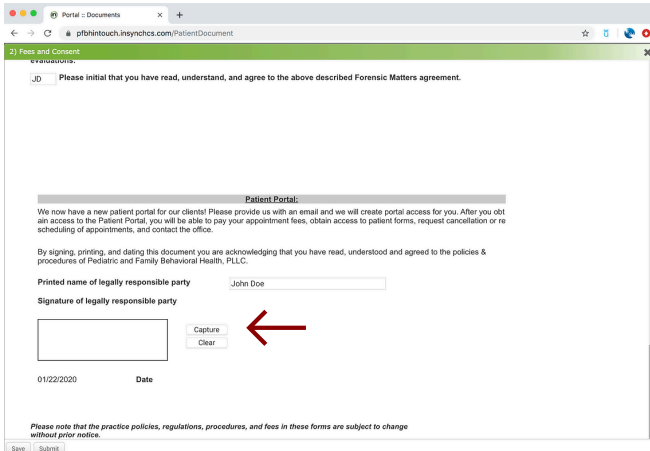 Portal :: Documents
pfbhintouch.insynchcs.com/PatientDocument
2) Fees and Consent
evaluations.
JD Please initial that you have read, understand, and agree to the above described Forensic Matters agreement.
Patient Portal:
We now have a new patient portal for our clients! Please provide us with an email and we will create portal access for you. After you obt
ain access to the Patient Portal, you will be able to pay your appointment fees, obtain access to patient forms, request cancellation or re
scheduling of appointments, and contact the office.
By signing, printing, and dating this document you are acknowledging that you have read, understood and agreed to the policies &
procedures of Pediatric and Family Behavioral Health, PLLC.
Printed name of legally responsible party John Doe
Signature of legally responsible party
Capture
Clear
01/22/2020 Date
Please note that the practice policies, regulations, procedures, and fees in these forms are subject to change
without prior notice.
Save Submit